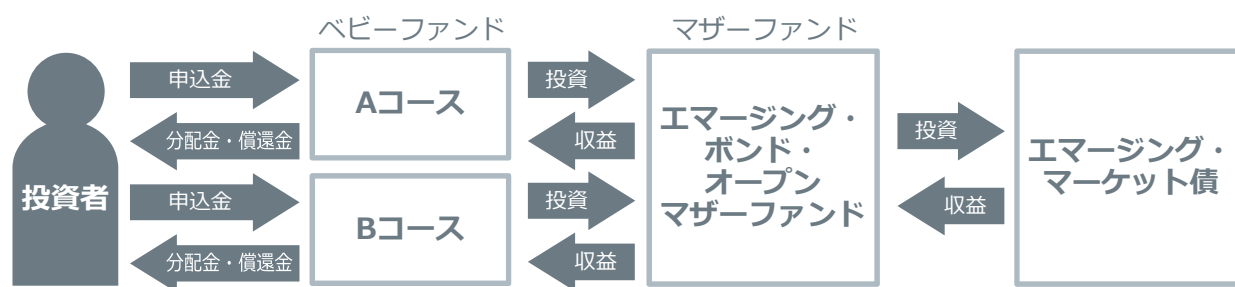 ベビーファンド
マザーファンド
投資者
申込金
分配金・償還金
申込金
分配金・償還金
Aコース
Bコース
投資
収益
投資
収益
エマージング・
ボンド・
オープン
マザーファンド
投資
収益
エマージング・
マーケット債